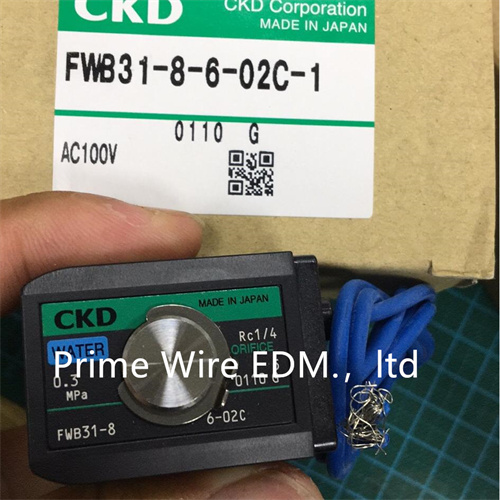 CKD
CKD Corporation
MADE IN JAPAN
FWB31-8-6-02C-1
0110 G
AC100V
CKD
MADE IN JAPAN
WATER
Rc1/4
ORIFICE
Prime Wire EDM., ltd
0.3
MPa
0110 G
FWB31-8
6-02C